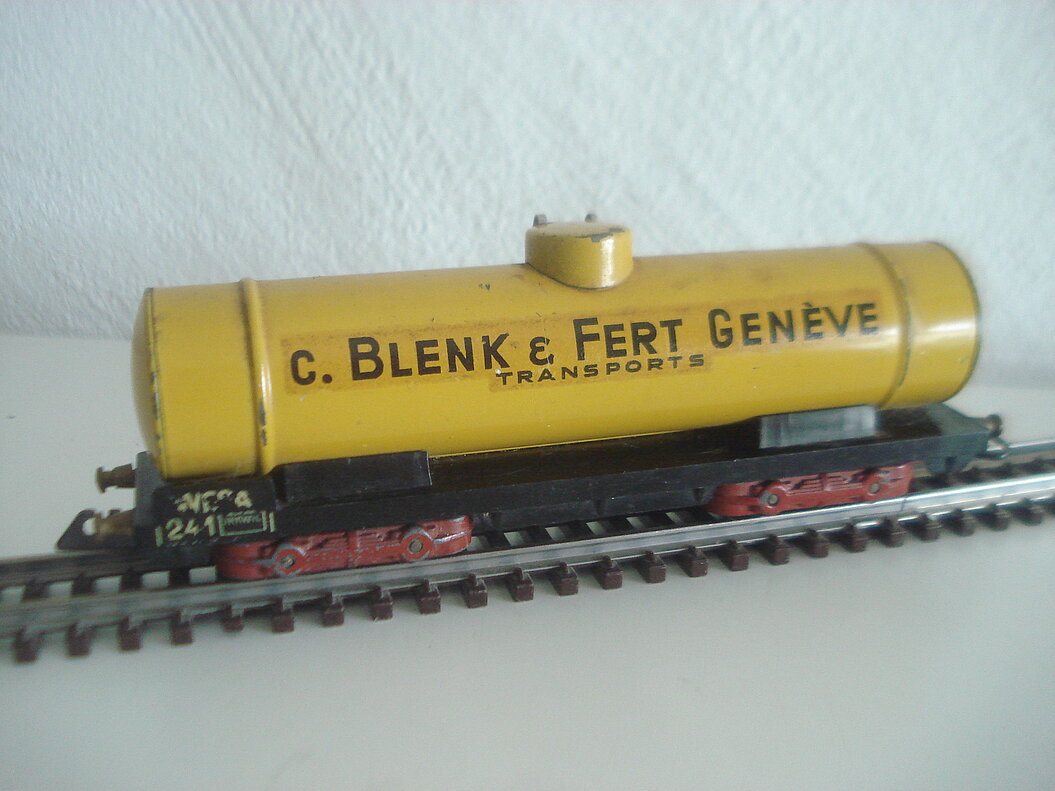 C. BLENK & FERT GENÈVE
TRANSPORTS
1241